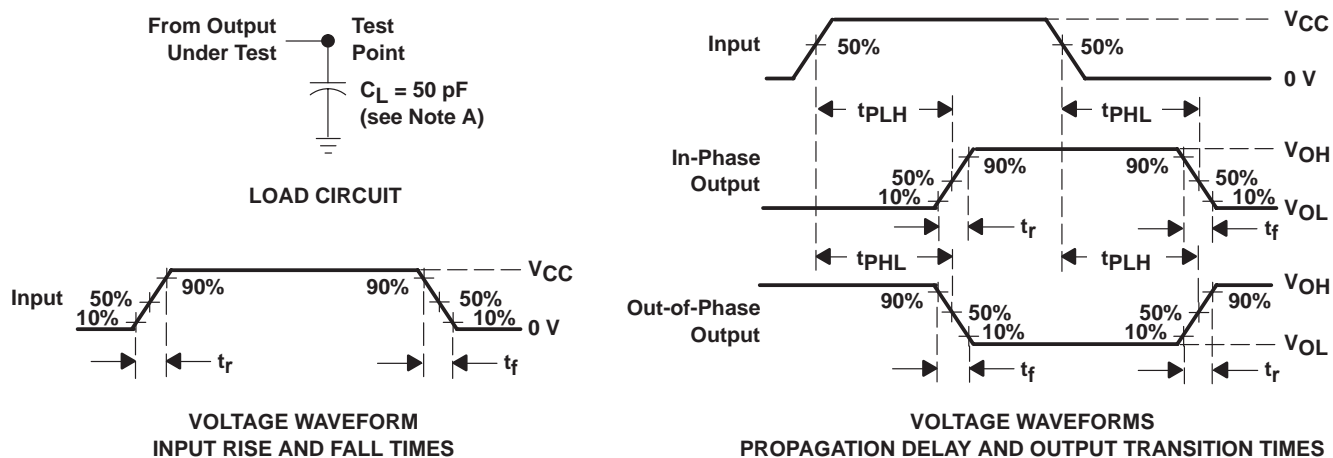 From Output
Under Test
Test
Point
CL = 50 pF
(see Note A)
LOAD CIRCUIT
Input
50%
10%
90%
90%
50%
10%
VCC
0 V
tr
tf
VOLTAGE WAVEFORM
INPUT RISE AND FALL TIMES
Input
50%
50%
VCC
0 V
tPLH
tPHL
In-Phase
Output
50%
10%
90%
90%
50%
10%
VOH
VOL
tr
tf
tPHL
tPLH
Out-of-Phase
Output
90%
50%
10%
50%
10%
90%
VOH
VOL
tf
tr
VOLTAGE WAVEFORMS
PROPAGATION DELAY AND OUTPUT TRANSITION TIMES